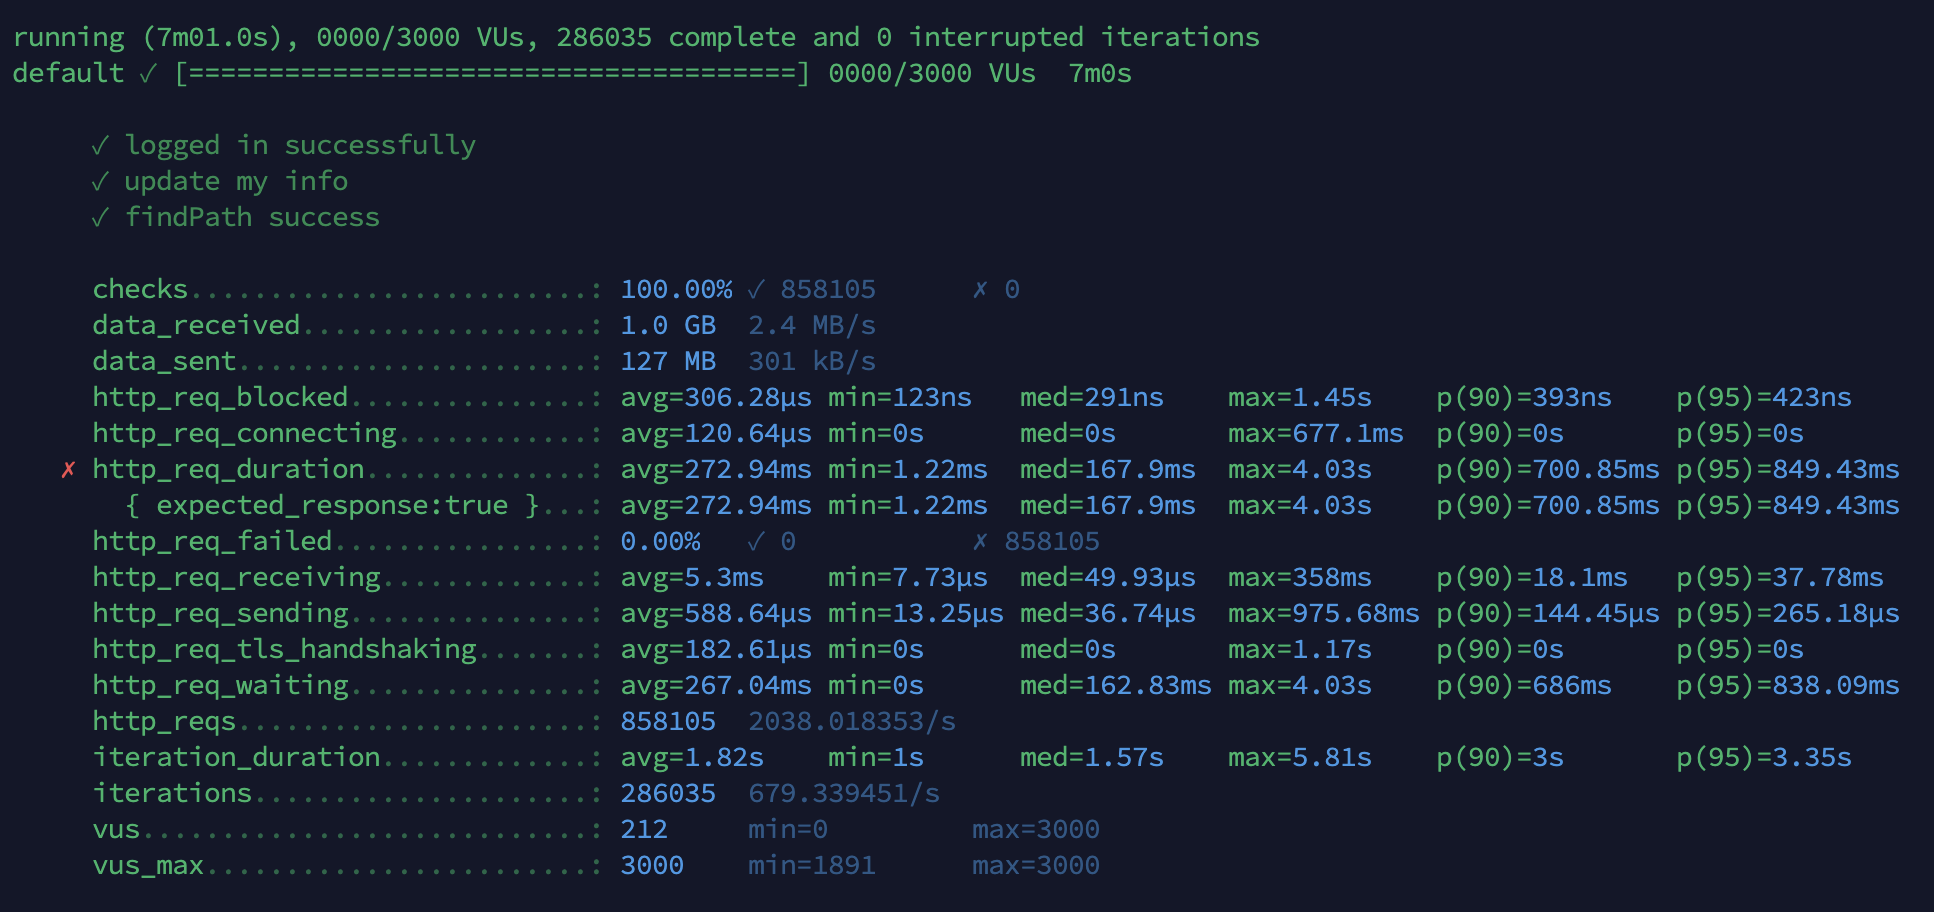 running (7m01.0s), 0000/3000 VUs, 286035 complete and 0 interrupted iterations
default ✓ [======================================] 0000/3000 VUs  7m0s
✓ logged in successfully
✓ update my info
✓ findPath success
checks.........................: 100.00% ✓ 858105      ✗ 0
data_received..................: 1.0 GB  2.4 MB/s
data_sent......................: 127 MB  301 kB/s
http_req_blocked...............: avg=306.28µs min=123ns   med=291ns    max=1.45s    p(90)=393ns    p(95)=423ns
http_req_connecting............: avg=120.64µs min=0s      med=0s       max=677.1ms  p(90)=0s       p(95)=0s
✗ http_req_duration..............: avg=272.94ms min=1.22ms  med=167.9ms  max=4.03s    p(90)=700.85ms p(95)=849.43ms
{ expected_response:true }...: avg=272.94ms min=1.22ms  med=167.9ms  max=4.03s    p(90)=700.85ms p(95)=849.43ms
http_req_failed................: 0.00%   ✓ 0           ✗ 858105
http_req_receiving.............: avg=5.3ms    min=7.73µs  med=49.93µs  max=358ms    p(90)=18.1ms   p(95)=37.78ms
http_req_sending...............: avg=588.64µs min=13.25µs med=36.74µs  max=975.68ms p(90)=144.45µs p(95)=265.18µs
http_req_tls_handshaking.......: avg=182.61µs min=0s      med=0s       max=1.17s    p(90)=0s       p(95)=0s
http_req_waiting...............: avg=267.04ms min=0s      med=162.83ms max=4.03s    p(90)=686ms    p(95)=838.09ms
http_reqs......................: 858105  2038.018353/s
iteration_duration.............: avg=1.82s    min=1s      med=1.57s    max=5.81s    p(90)=3s       p(95)=3.35s
iterations.....................: 286035  679.339451/s
vus............................: 212     min=0         max=3000
vus_max........................: 3000    min=1891      max=3000